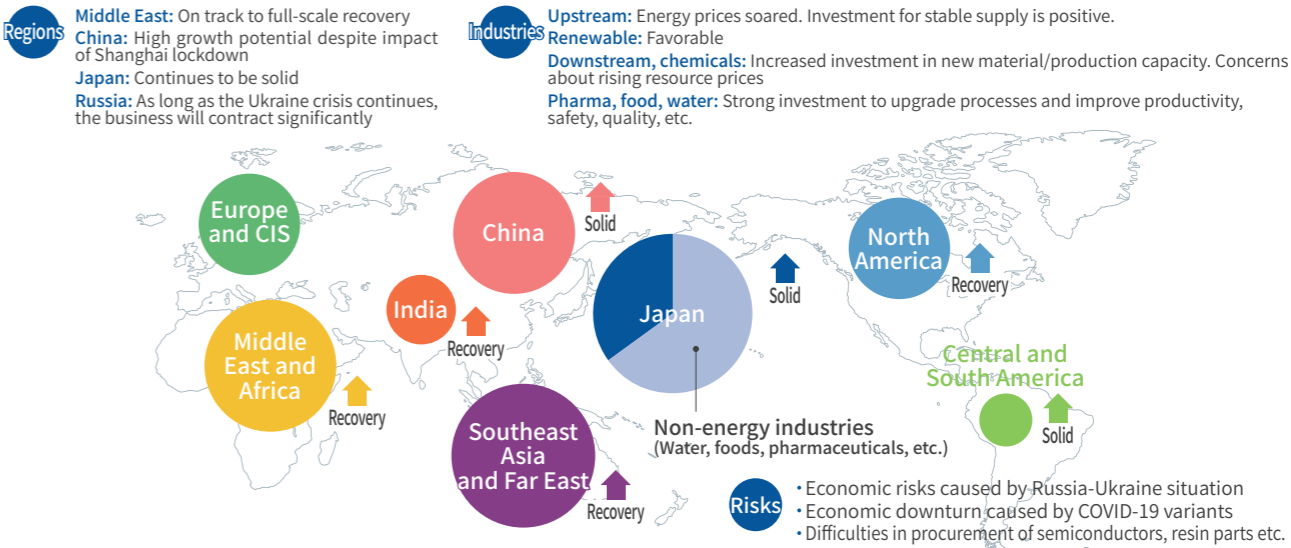 Regions
Middle East: On track to full-scale recovery
China: High growth potential despite impact
of Shanghai lockdown
Japan: Continues to be solid
Russia: As long as the Ukraine crisis continues,
the business will contract significantly
Industries
Upstream: Energy prices soared. Investment for stable supply is positive.
Renewable: Favorable
Downstream, chemicals: Increased investment in new material/production capacity. Concerns
about rising resource prices
Pharma, food, water: Strong investment to upgrade processes and improve productivity,
safety, quality, etc.
Europe
and CIS
China
Solid
North
America
Recovery
India
Recovery
Japan
Solid
Middle
East and
Africa
Recovery
Central and
South America
Solid
Southeast
Asia
and Far East
Recovery
Non-energy industries
(Water, foods, pharmaceuticals, etc.)
Risks
・Economic risks caused by Russia-Ukraine situation
・Economic downturn caused by COVID-19 variants
・Difficulties in procurement of semiconductors, resin parts etc.